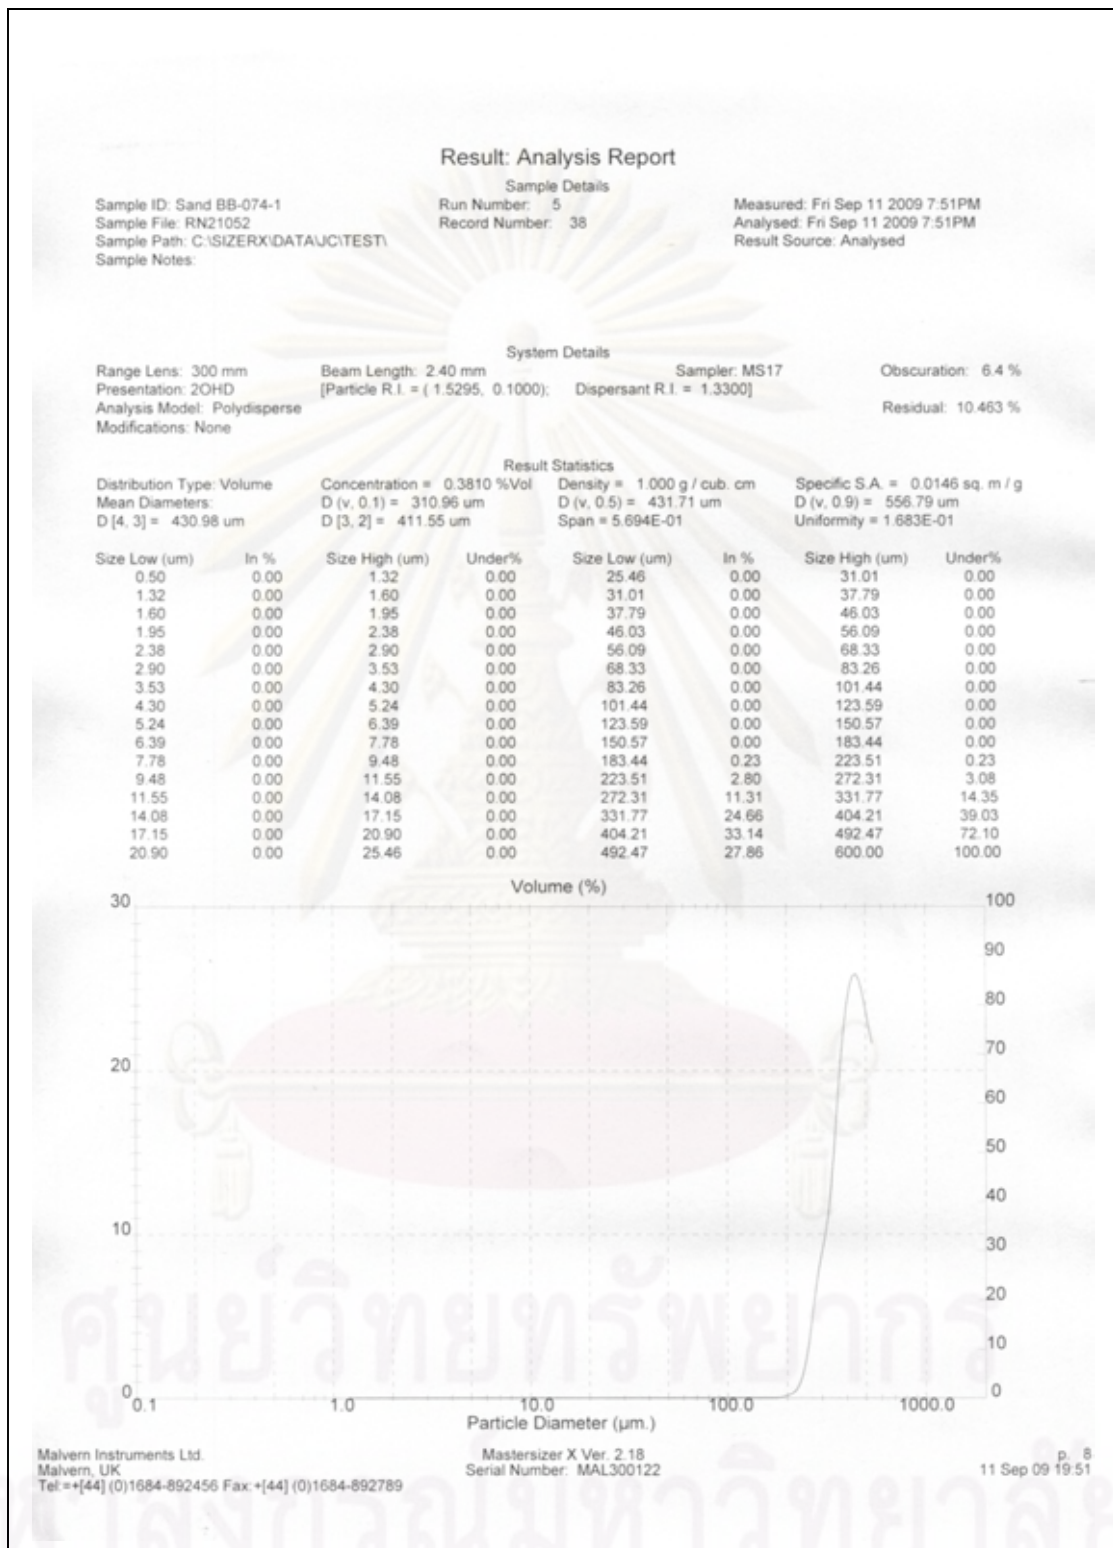 Result: Analysis Report
Sample Details
Sample ID: Sand BB-074-1 Run Number: 5 Measured: Fri Sep 11 2009 7:51PM
Sample File: RN21052 Record Number: 38 Analysed: Fri Sep 11 2009 7:51PM
Sample Path: C:\SIZERX\DATA\JC\TEST\ Result Source: Analysed
Sample Notes:
System Details
Range Lens: 300 mm Beam Length: 2.40 mm Sampler: MS17 Obscuration: 6.4 %
Presentation: 2OHD [Particle R.I. = ( 1.5295, 0.1000); Dispersant R.I. = 1.3300]
Analysis Model: Polydisperse Residual: 10.463 %
Modifications: None
Result Statistics
Distribution Type: Volume Concentration = 0.3810 %Vol Density = 1.000 g / cub. cm Specific S.A. = 0.0146 sq. m / g
Mean Diameters: D (v, 0.1) = 310.96 um D (v, 0.5) = 431.71 um D (v, 0.9) = 556.79 um
D [4, 3] = 430.98 um D [3, 2] = 411.55 um Span = 5.694E-01 Uniformity = 1.683E-01
Size Low (um) In % Size High (um) Under% Size Low (um) In % Size High (um) Under%
0.50 0.00 1.32 0.00 25.46 0.00 31.01 0.00
1.32 0.00 1.60 0.00 31.01 0.00 37.79 0.00
1.60 0.00 1.95 0.00 37.79 0.00 46.03 0.00
1.95 0.00 2.38 0.00 46.03 0.00 56.09 0.00
2.38 0.00 2.90 0.00 56.09 0.00 68.33 0.00
2.90 0.00 3.53 0.00 68.33 0.00 83.26 0.00
3.53 0.00 4.30 0.00 83.26 0.00 101.44 0.00
4.30 0.00 5.24 0.00 101.44 0.00 123.59 0.00
5.24 0.00 6.39 0.00 123.59 0.00 150.57 0.00
6.39 0.00 7.78 0.00 150.57 0.00 183.44 0.00
7.78 0.00 9.48 0.00 183.44 0.23 223.51 0.23
9.48 0.00 11.55 0.00 223.51 2.80 272.31 3.08
11.55 0.00 14.08 0.00 272.31 11.31 331.77 14.35
14.08 0.00 17.15 0.00 331.77 24.66 404.21 39.03
17.15 0.00 20.90 0.00 404.21 33.14 492.47 72.10
20.90 0.00 25.46 0.00 492.47 27.86 600.00 100.00
Volume (%)
30 100
90
80
20 70
60
50
40
10 30
20
10
0 0
0.1 1.0 10.0 100.0 1000.0
Particle Diameter (µm.)
ศูนย์วิทยทรัพยากร
Malvern Instruments Ltd. Mastersizer X Ver. 2.18 p. 8
Malvern, UK Serial Number: MAL300122 11 Sep 09 19:51
Tel:=+[44] (0)1684-892456 Fax:+[44] (0)1684-892789